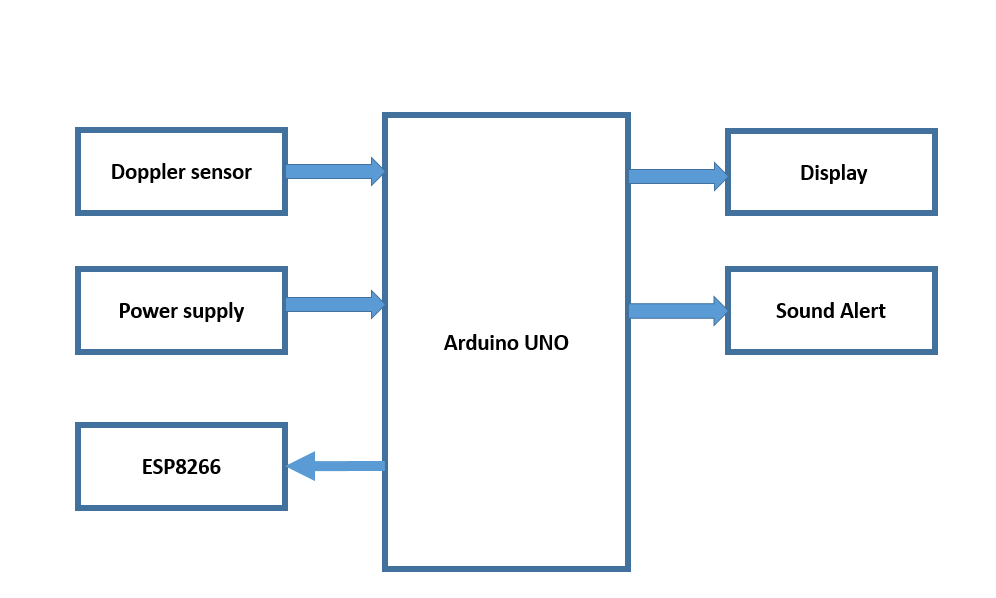 Doppler sensor
Power supply
ESP8266
Arduino UNO
Display
Sound Alert